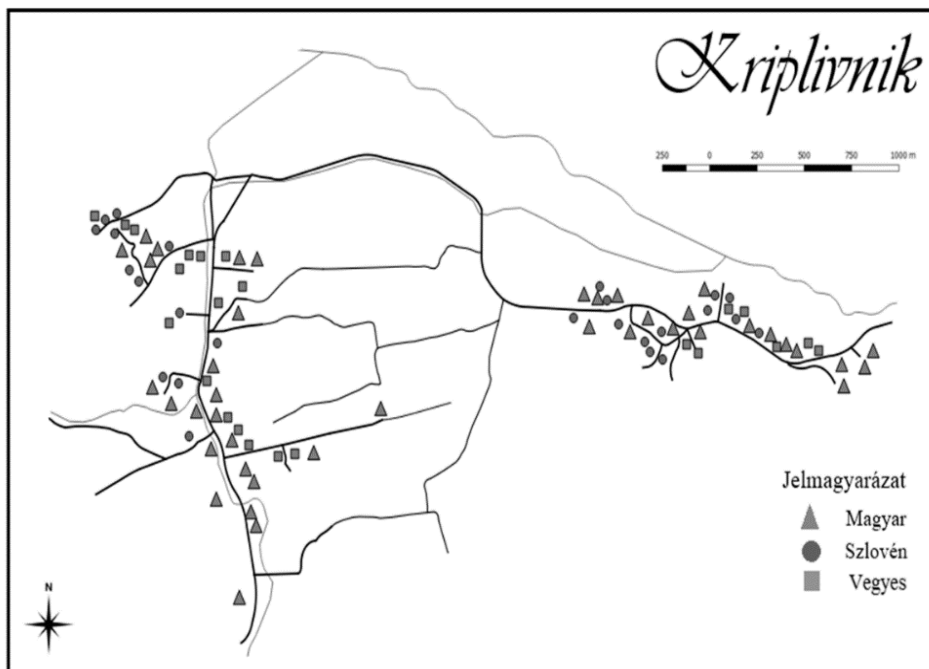 Kriplivnik
250 0 250 500 750 1000 m
Jelmagyarázat
Magyar
Szlovén
Vegyes
N